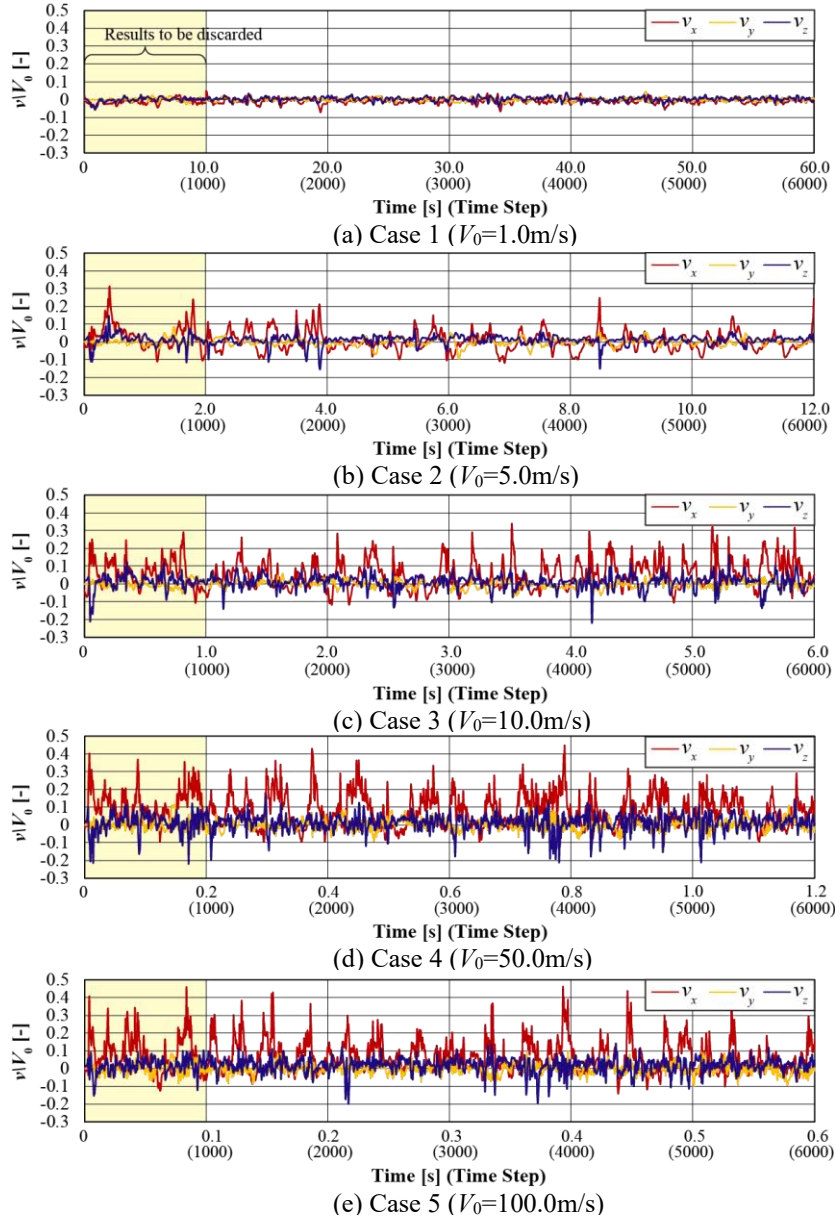 0.5
0.4
0.3
0.2
0.1
0
-0.1
-0.2
-0.3
v/V0 [-]
Results to be discarded
vx vy vz
0 10.0 20.0 30.0 40.0 50.0 60.0
(1000) (2000) (3000) (4000) (5000) (6000)
Time [s] (Time Step)
(a) Case 1 (V0=1.0m/s)
0.5
0.4
0.3
0.2
0.1
0
-0.1
-0.2
-0.3
v/V0 [-]
vx vy vz
0 2.0 4.0 6.0 8.0 10.0 12.0
(1000) (2000) (3000) (4000) (5000) (6000)
Time [s] (Time Step)
(b) Case 2 (V0=5.0m/s)
0.5
0.4
0.3
0.2
0.1
0
-0.1
-0.2
-0.3
v/V0 [-]
vx vy vz
0 1.0 2.0 3.0 4.0 5.0 6.0
(1000) (2000) (3000) (4000) (5000) (6000)
Time [s] (Time Step)
(c) Case 3 (V0=10.0m/s)
0.5
0.4
0.3
0.2
0.1
0
-0.1
-0.2
-0.3
v/V0 [-]
vx vy vz
0 0.2 0.4 0.6 0.8 1.0 1.2
(1000) (2000) (3000) (4000) (5000) (6000)
Time [s] (Time Step)
(d) Case 4 (V0=50.0m/s)
0.5
0.4
0.3
0.2
0.1
0
-0.1
-0.2
-0.3
v/V0 [-]
vx vy vz
0 0.1 0.2 0.3 0.4 0.5 0.6
(1000) (2000) (3000) (4000) (5000) (6000)
Time [s] (Time Step)
(e) Case 5 (V0=100.0m/s)